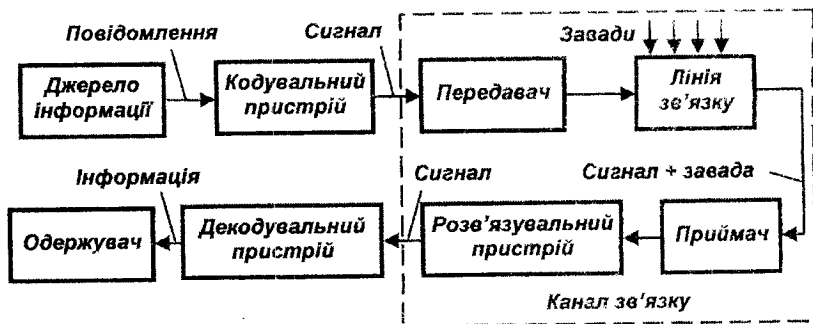 Повідомлення
Сигнал
Завади
Джерело
інформації
Кодувальний
пристрій
Передавач
Лінія
зв'язку
Інформація
Сигнал
Сигнал + завада
Одержувач
Декодувальний
пристрій
Розв'язувальний
пристрій
Приймач
Канал зв'язку